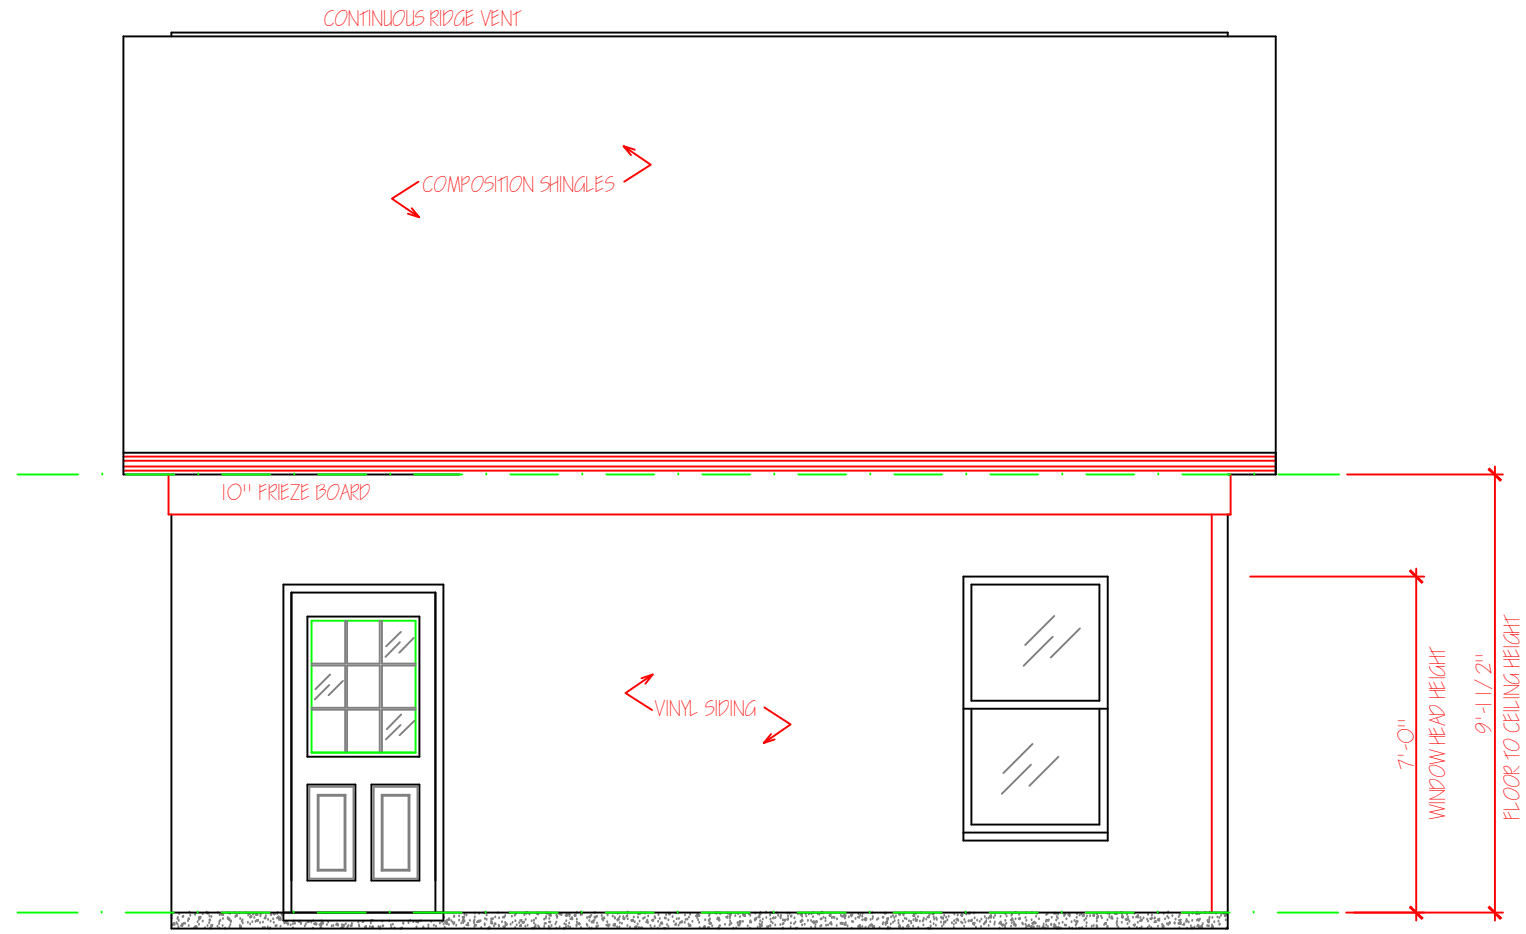 CONTINUOUS RIDGE VENT
COMPOSITION SHINGLES
10" FRIEZE BOARD
VINYL SIDING
7'-0"
WINDOW HEAD HEIGHT
9'-1 1/2"
FLOOR TO CEILING HEIGHT